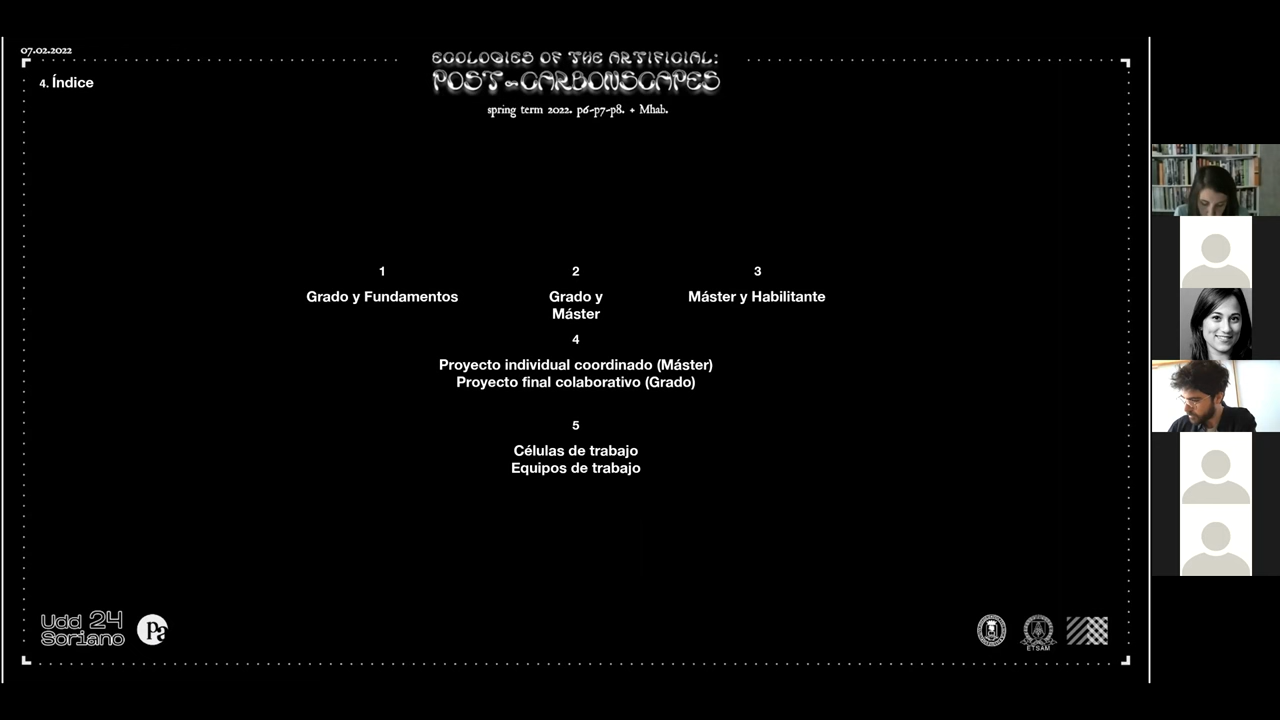 07.02.2022
ECOLOGIES OF THE ARTIFICIAL:
POST-CARBONSCAPES
spring term 2022. p6-p7-p8. + Mhab.
4. Índice
1
Grado y Fundamentos
2
Grado y
Máster
3
Máster y Habilitante
4
Proyecto individual coordinado (Máster)
Proyecto final colaborativo (Grado)
5
Células de trabajo
Equipos de trabajo
Udd 24
Soriano
Pa
ETSAM